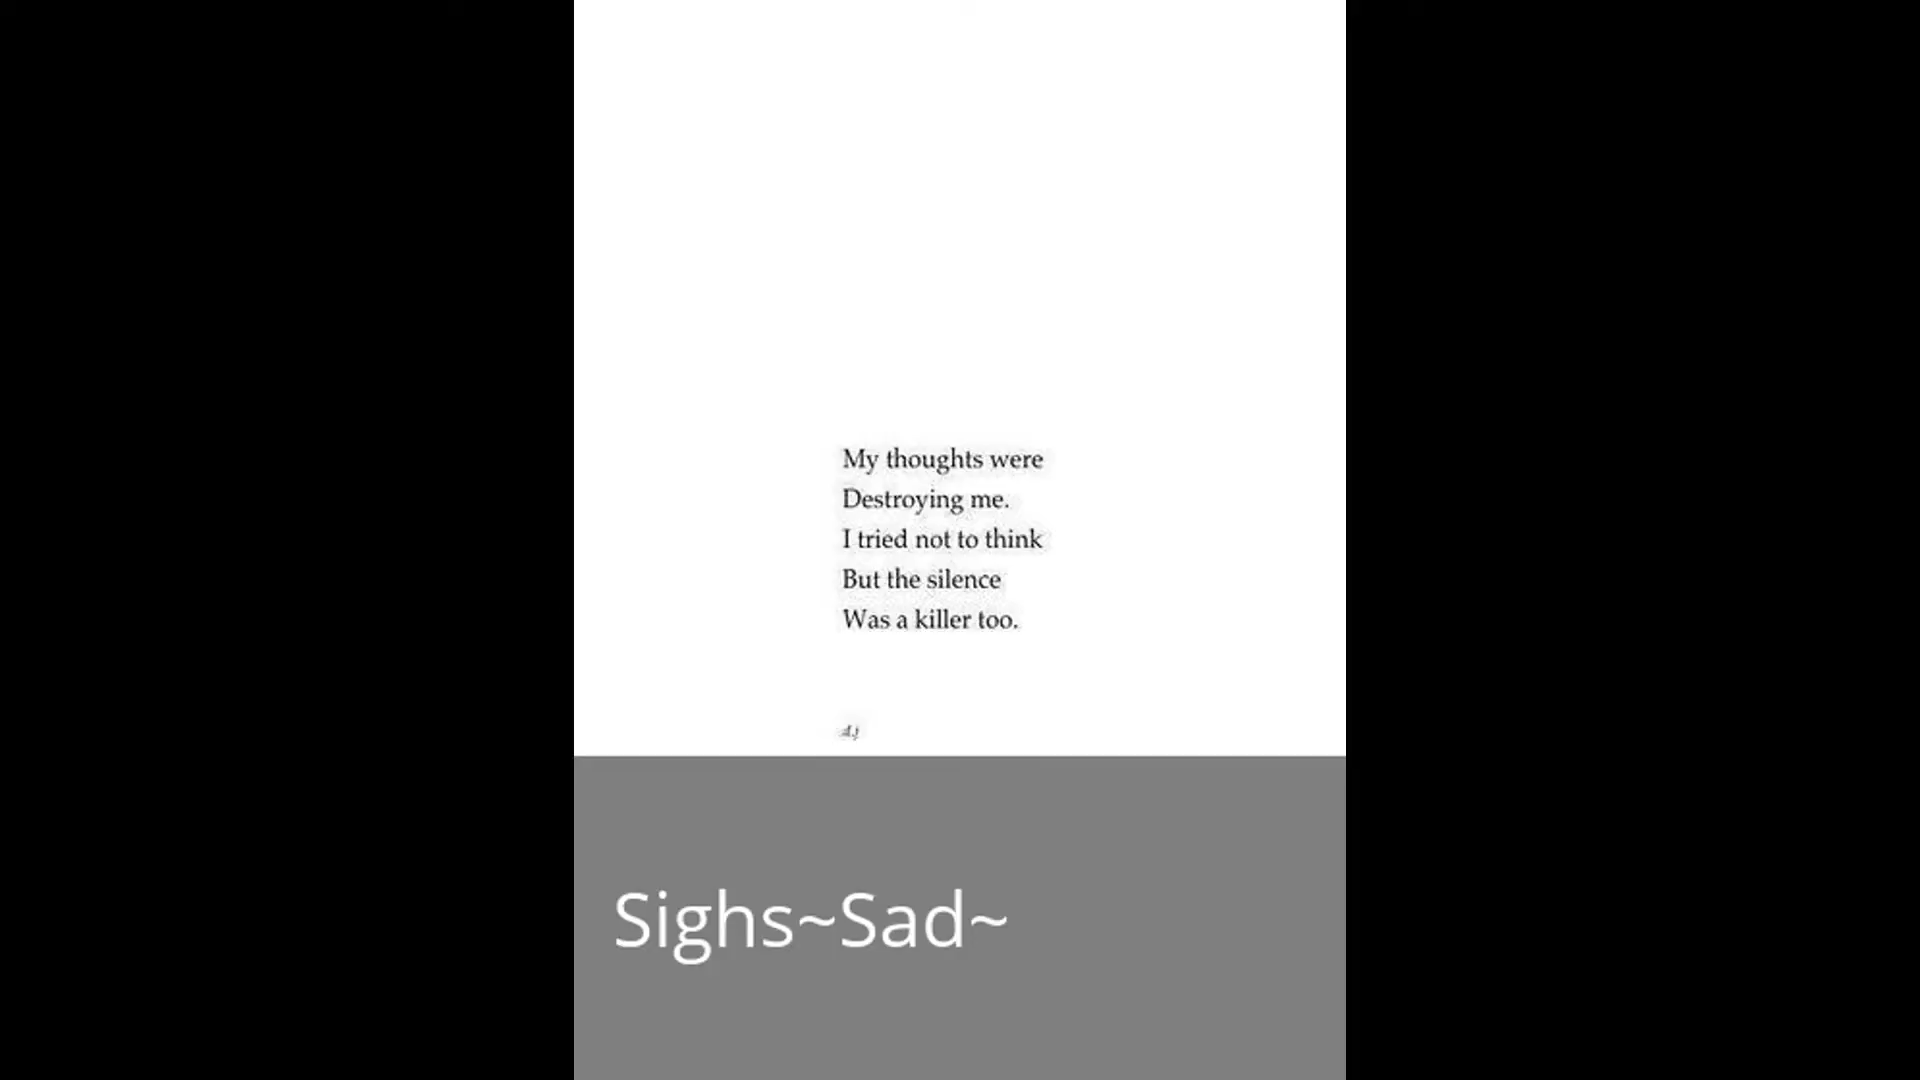 My thoughts were
Destroying me.
I tried not to think
But the silence
Was a killer too.
Sighs~Sad~